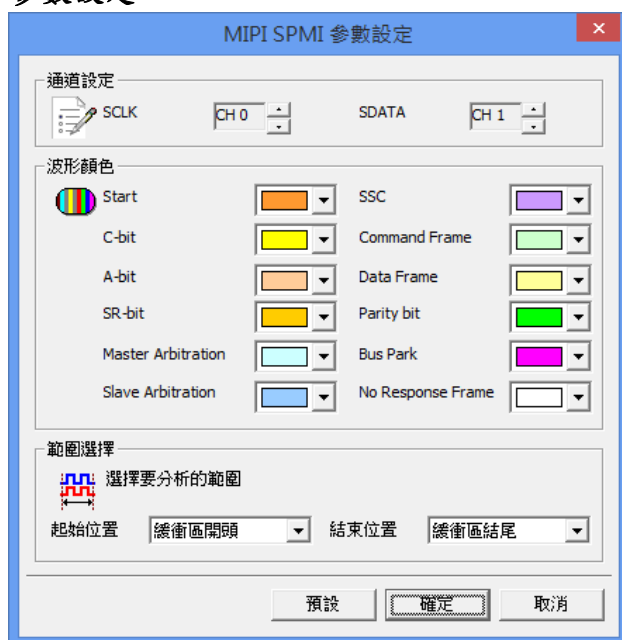 參數設定
MIPI SPMI 參數設定
通道設定
SCLK CH 0 SDATA CH 1
波形顏色
Start SSC
C-bit Command Frame
A-bit Data Frame
SR-bit Parity bit
Master Arbitration Bus Park
Slave Arbitration No Response Frame
範圍選擇
選擇要分析的範圍
起始位置 緩衝區開頭 結束位置 緩衝區結尾
預設 確定 取消